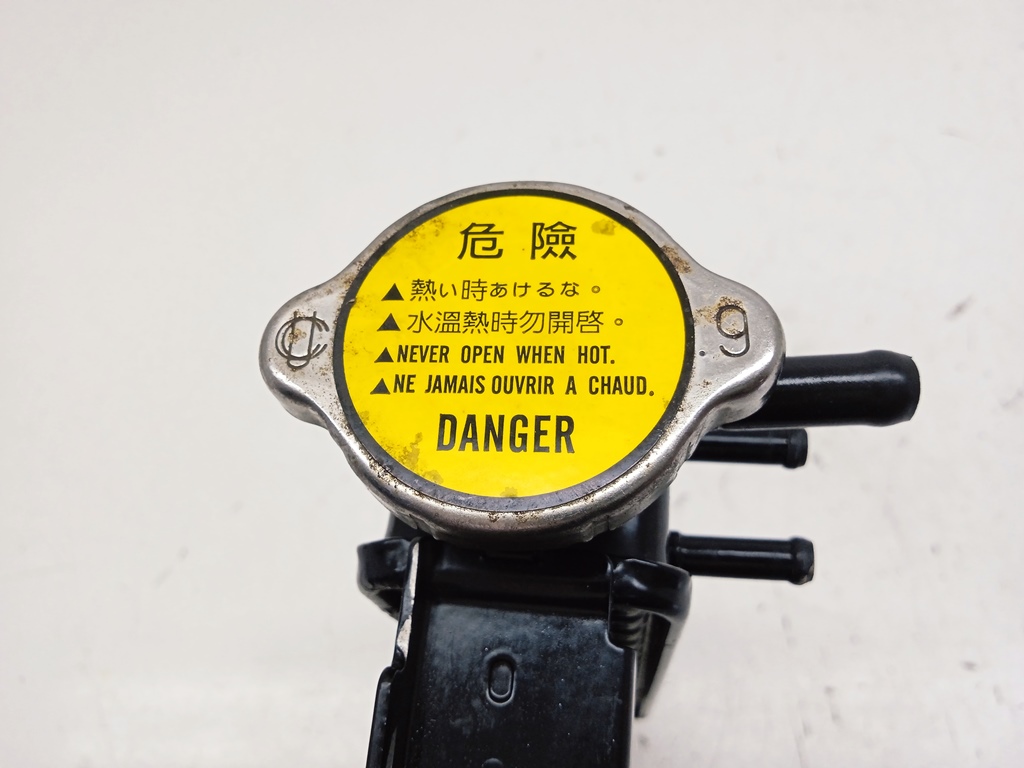 危險
▲熱い時あけるな。
▲水溫熱時勿開啓。
▲NEVER OPEN WHEN HOT.
▲NE JAMAIS OUVRIR A CHAUD.
DANGER
.9
0